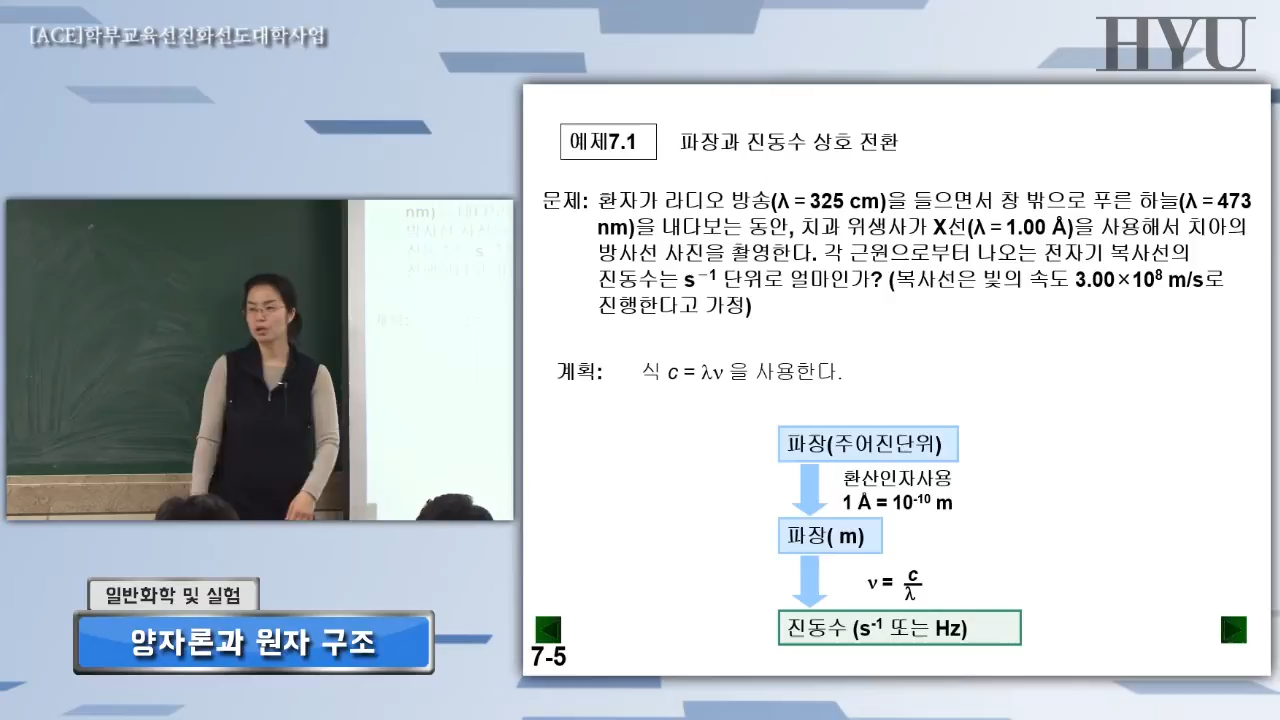 [ACE]학부교육선진화선도대학사업
HYU
예제7.1 파장과 진동수 상호 전환
문제: 환자가 라디오 방송(λ = 325 cm)을 들으면서 창 밖으로 푸른 하늘(λ = 473
nm)을 내다보는 동안, 치과 위생사가 X선(λ = 1.00 Å)을 사용해서 치아의
방사선 사진을 촬영한다. 각 근원으로부터 나오는 전자기 복사선의
진동수는 s⁻¹ 단위로 얼마인가? (복사선은 빛의 속도 3.00×10⁸ m/s로
진행한다고 가정)
계획: 식 c = λν 을 사용한다.
파장(주어진단위)
환산인자사용
1 Å = 10⁻¹⁰ m
파장( m)
ν = c/λ
진동수 (s⁻¹ 또는 Hz)
7-5
일반화학 및 실험
양자론과 원자 구조